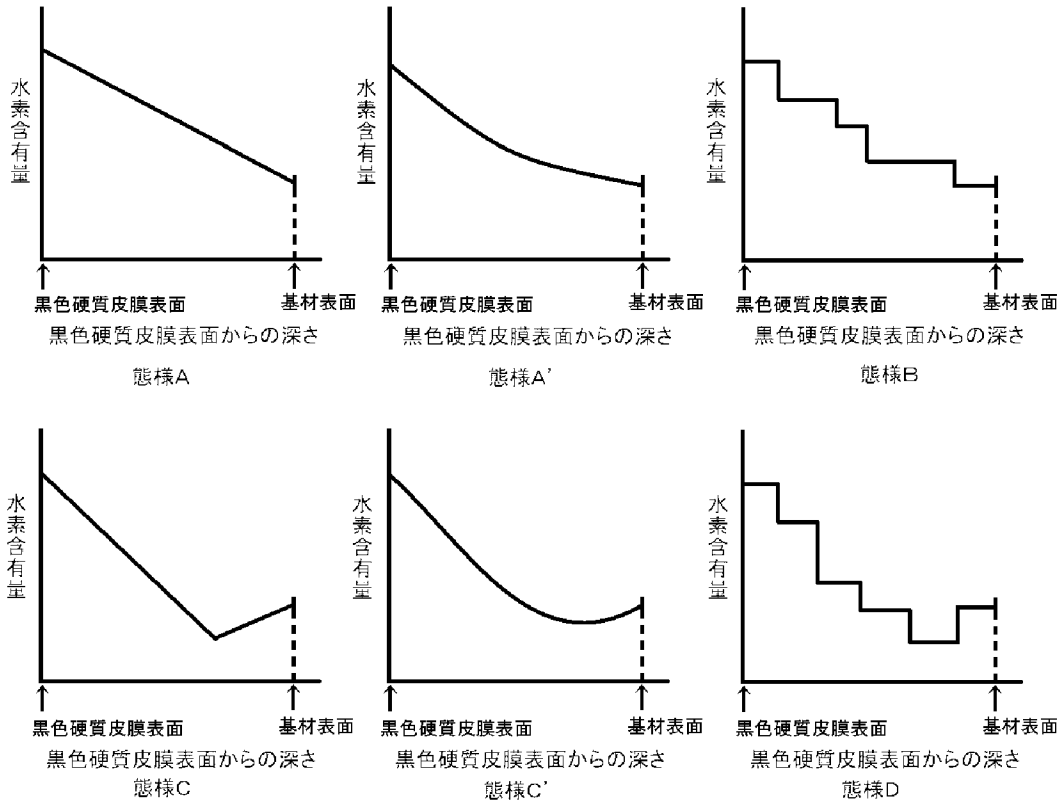 水素含有量
黒色硬質皮膜表面
基材表面
黒色硬質皮膜表面からの深さ
態様A
水素含有量
黒色硬質皮膜表面
基材表面
黒色硬質皮膜表面からの深さ
態様A'
水素含有量
黒色硬質皮膜表面
基材表面
黒色硬質皮膜表面からの深さ
態様B
水素含有量
黒色硬質皮膜表面
基材表面
黒色硬質皮膜表面からの深さ
態様C
水素含有量
黒色硬質皮膜表面
基材表面
黒色硬質皮膜表面からの深さ
態様C'
水素含有量
黒色硬質皮膜表面
基材表面
黒色硬質皮膜表面からの深さ
態様D